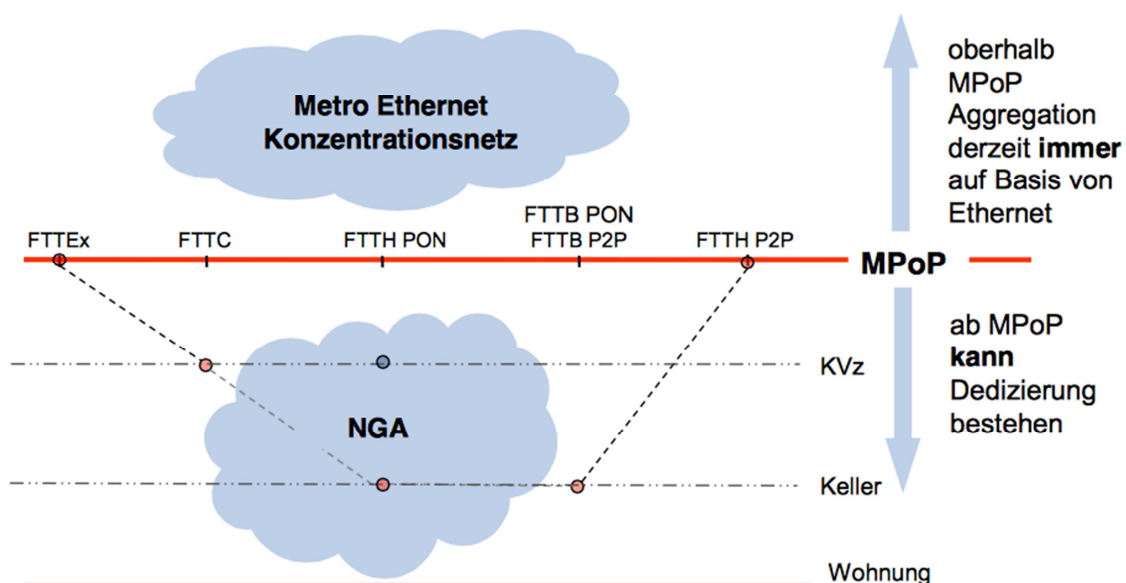 Metro Ethernet
Konzentrationsnetz
oberhalb
MPoP
Aggregation
derzeit immer
auf Basis von
Ethernet
FTTEx
FTTC
FTTH PON
FTTB PON
FTTB P2P
FTTH P2P
MPoP
NGA
KVz
Keller
Wohnung
ab MPoP
kann
Dedizierung
bestehen